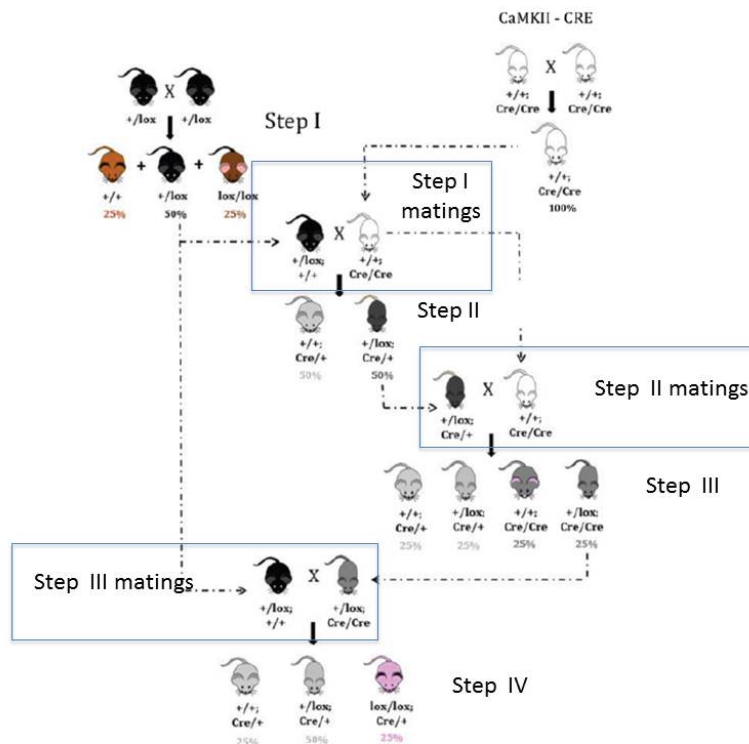 CaMKII - CRE
X
+/+;
Cre/Cre
+/+;
Cre/Cre
+/+;
Cre/Cre
100%
X
+/lox
+/lox
Step I
+
+
+/+
25%
+/lox
50%
lox/lox
25%
Step I
matings
X
+/lox;
+/+
+/+;
Cre/Cre
Step II
+/+;
Cre/+
50%
+/lox;
Cre/+
50%
Step II matings
X
+/lox;
Cre/+
+/+;
Cre/Cre
Step III
+/+;
Cre/+
25%
+/lox;
Cre/+
25%
+/+;
Cre/Cre
25%
+/lox;
Cre/Cre
25%
Step III matings
X
+/lox;
+/+
+/lox;
Cre/Cre
Step IV
+/+;
Cre/+
25%
+/lox;
Cre/+
50%
lox/lox;
Cre/+
25%